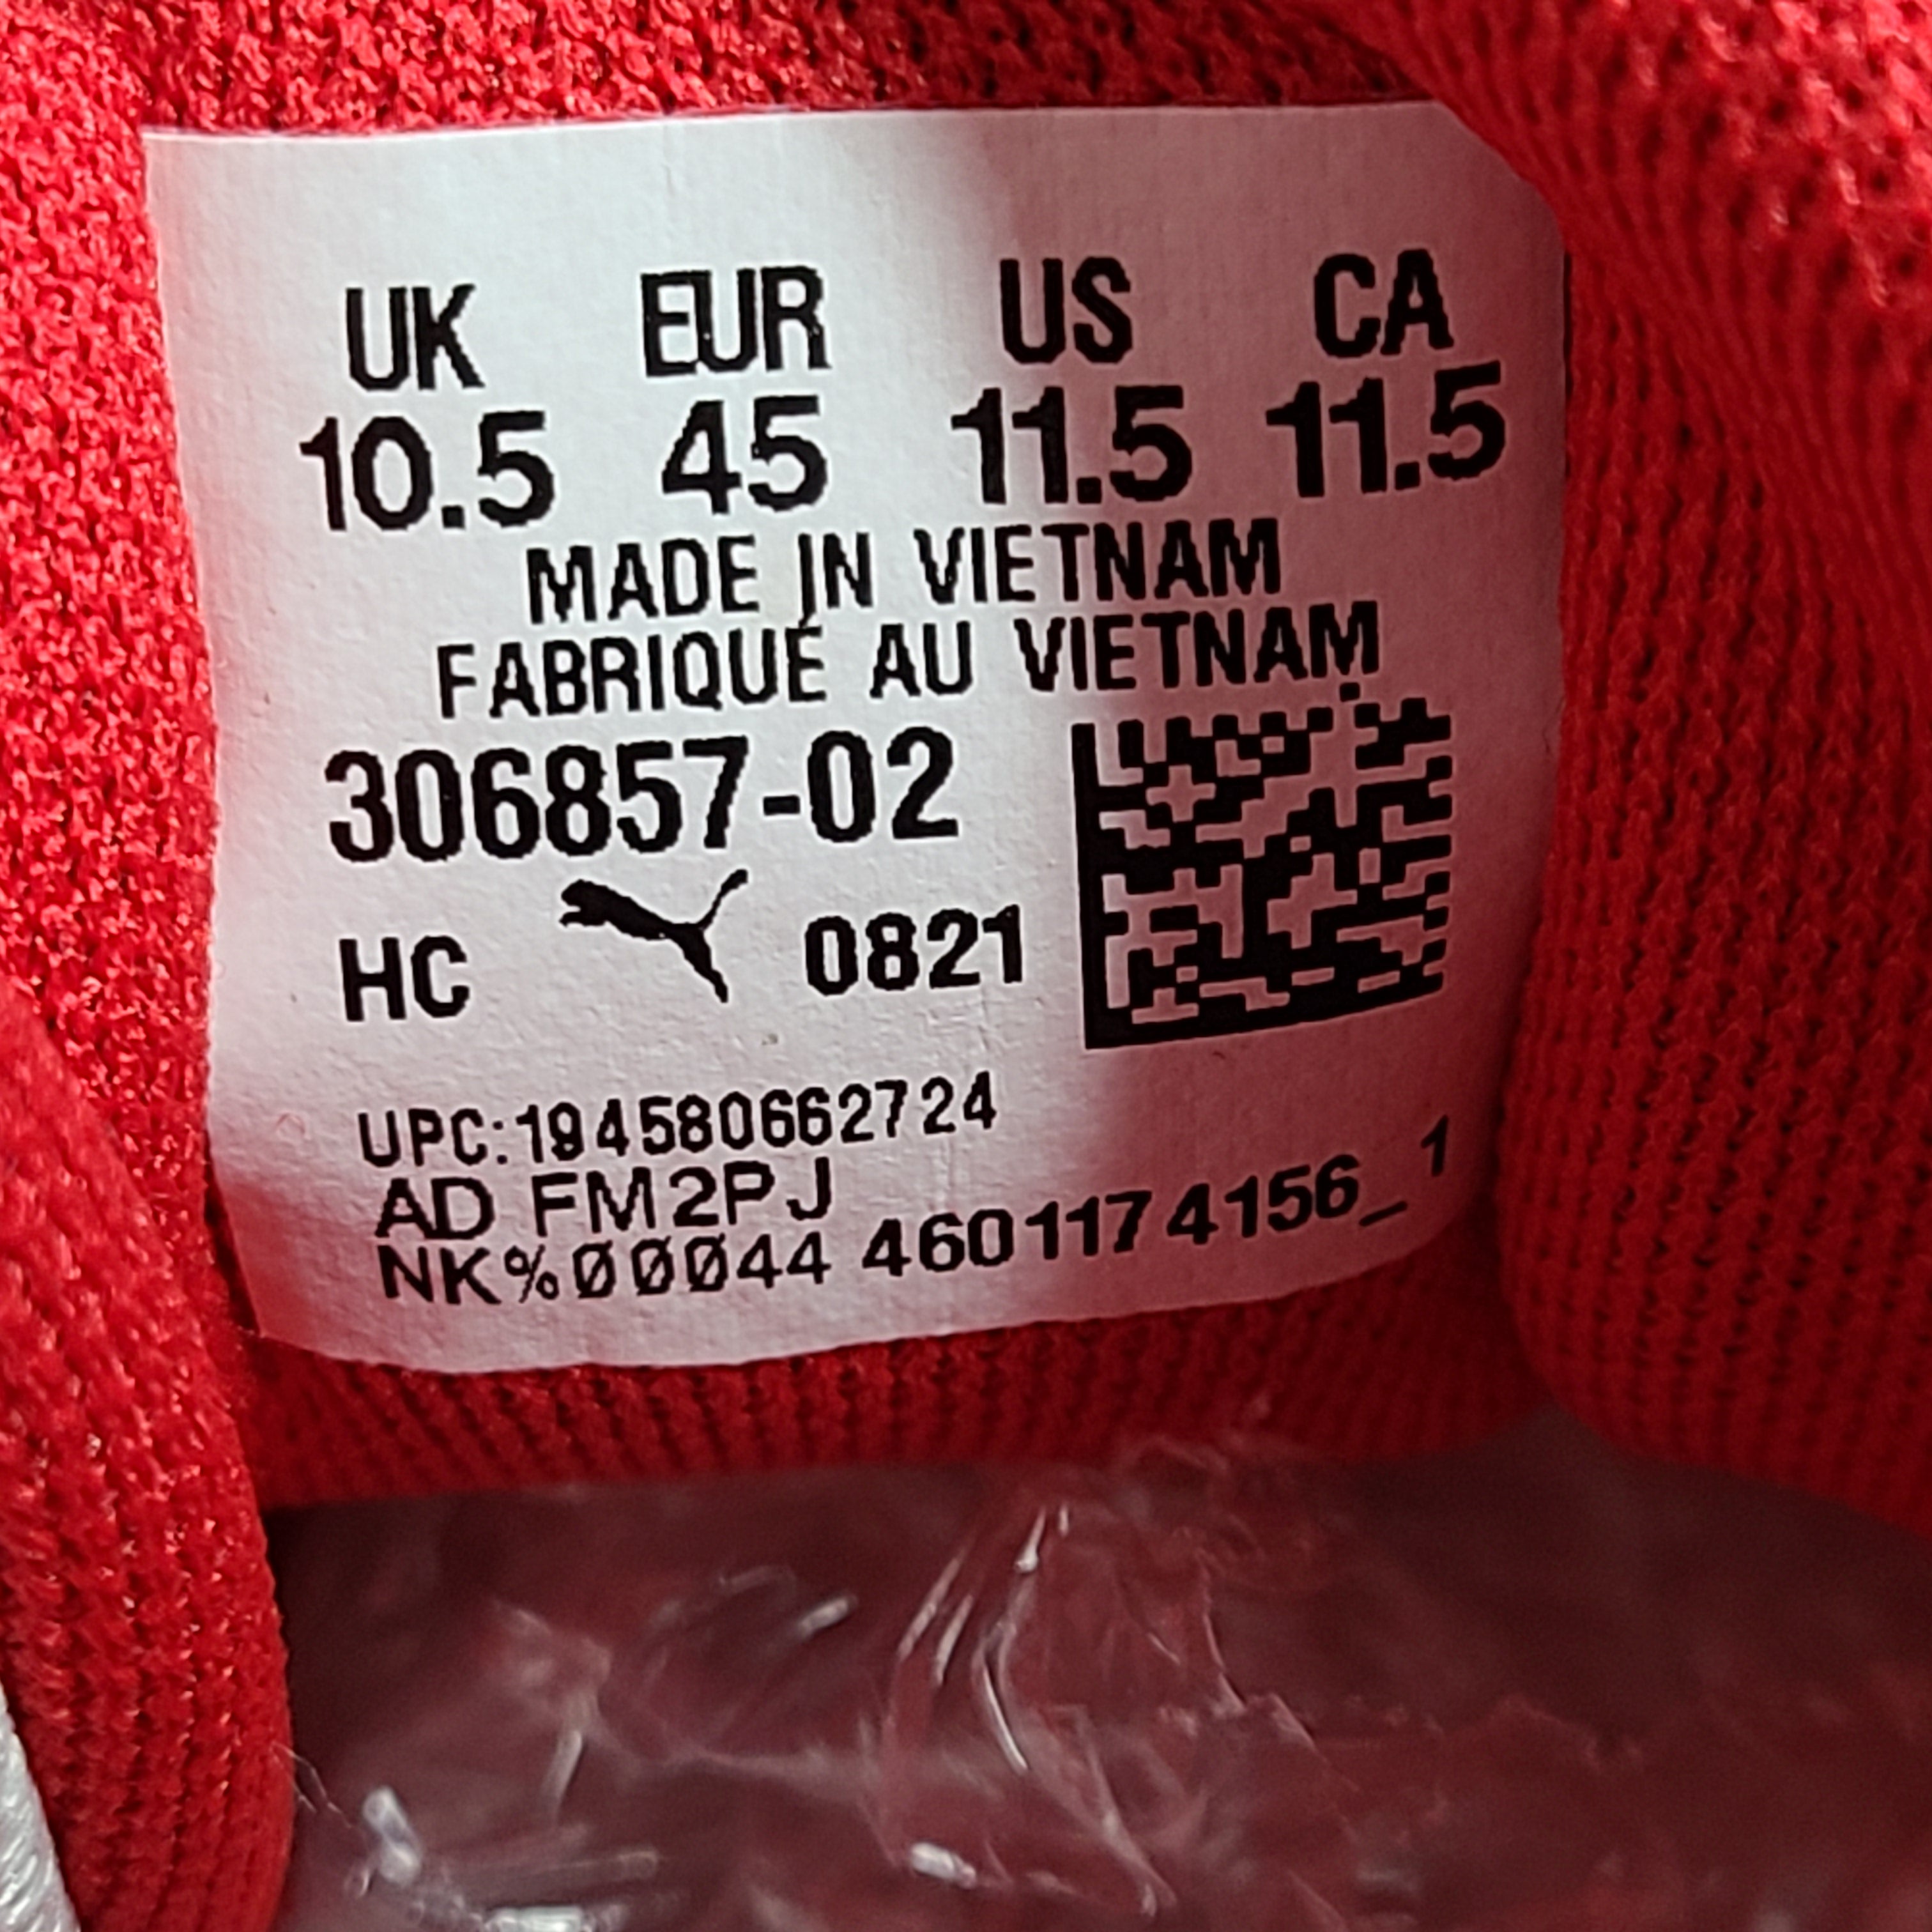 UK EUR US CA
10.5 45 11.5 11.5
MADE IN VIETNAM
FABRIQUÉ AU VIETNAM
306857-02
HC 0821
UPC:194580662724
AD FM2PJ
NK%00044 4601174156_1